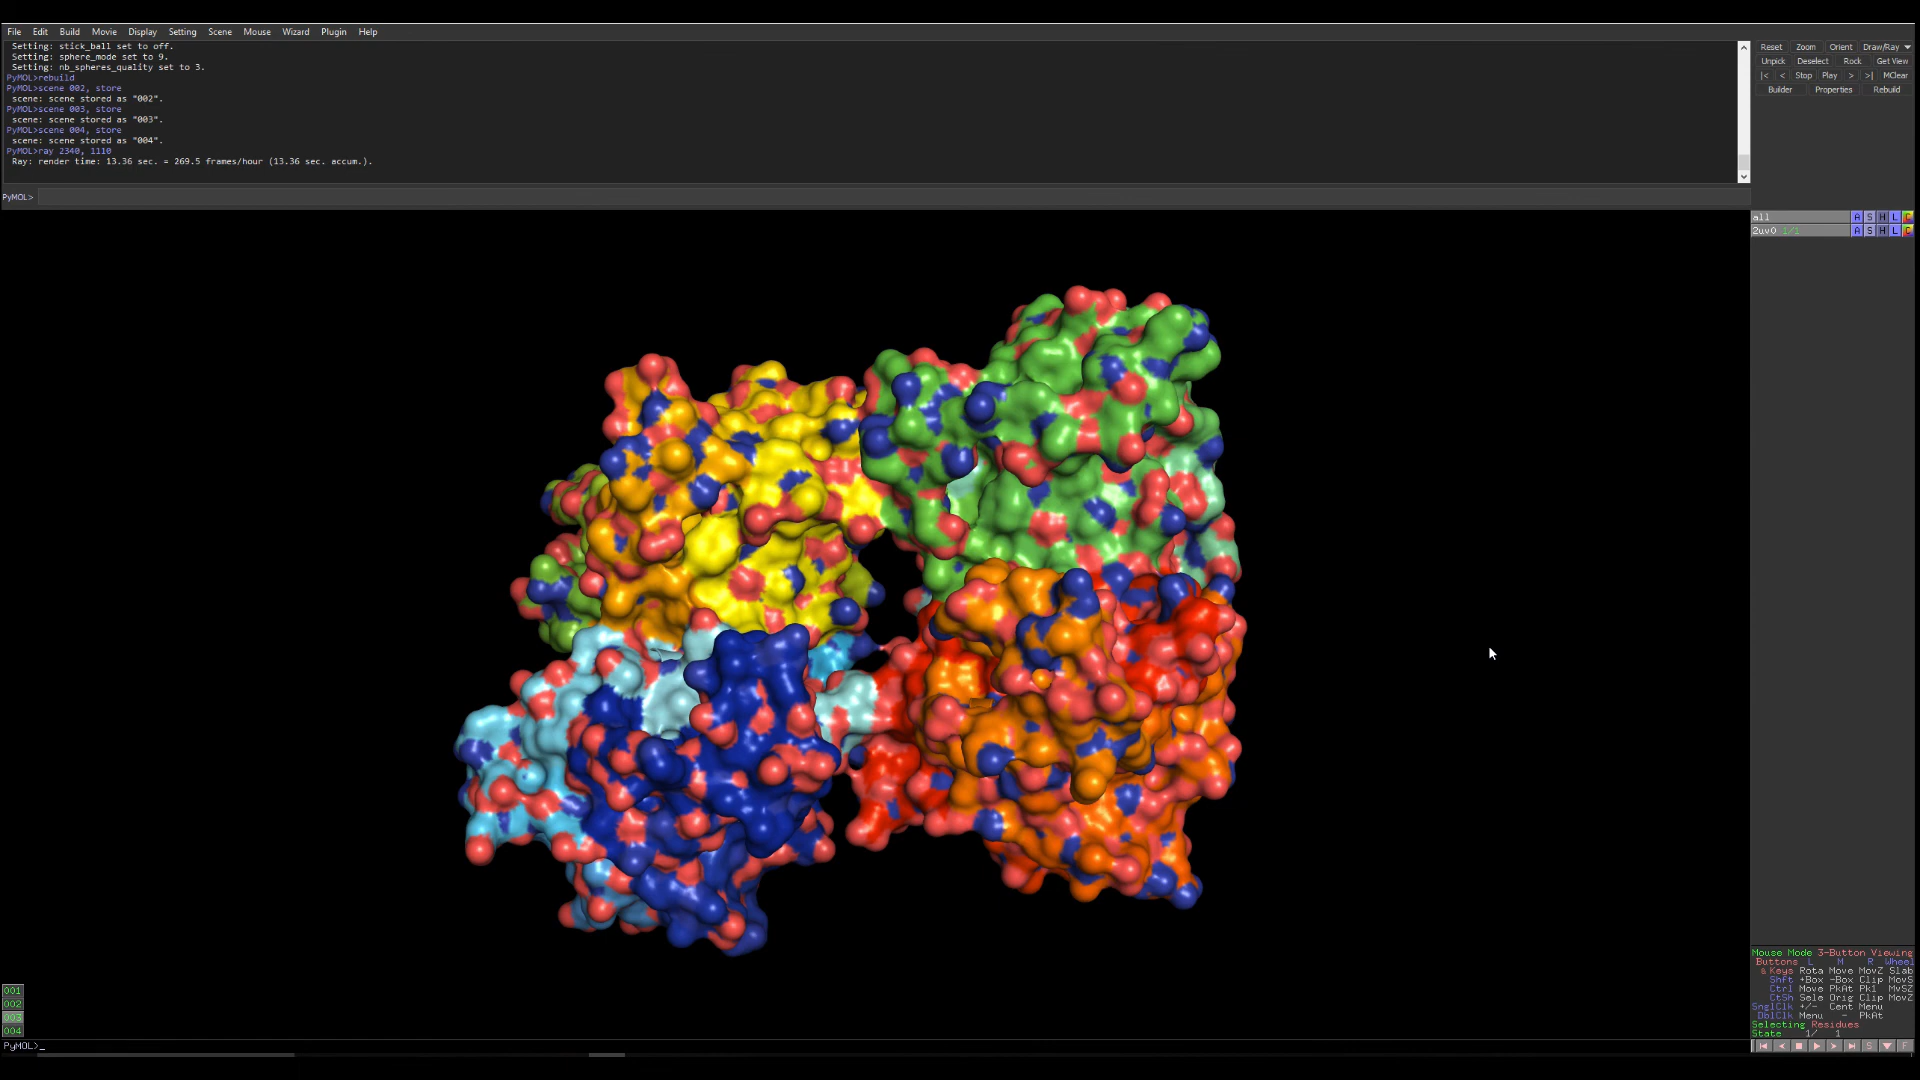 File Edit Build Movie Display Setting Scene Mouse Wizard Plugin Help
Setting: stick_ball set to off.
Setting: sphere_mode set to 9.
Setting: nb_spheres_quality set to 3.
PyMOL>rebuild
PyMOL>scene 002, store
scene: scene stored as "002".
PyMOL>scene 003, store
scene: scene stored as "003".
PyMOL>scene 004, store
scene: scene stored as "004".
PyMOL>ray 2340, 1110
Ray: render time: 13.36 sec. = 269.5 frames/hour (13.36 sec. accum.).
PyMOL>
Reset Zoom Orient Draw/Ray
Unpick Deselect Rock Get View
|< < Stop Play > >| MClear
Builder Properties Rebuild
all A S H L C
2uv0 1/1 A S H L C
001
002
003
004
Mouse Mode 3-Button Viewing
Buttons L M R Wheel
& Keys Rota Move MovZ Slab
Shft +Box -Box Clip MovS
Ctrl Move PkAt Pk1 MvSZ
CtSh Sele Orig Clip MovZ
SnglClk +/- Cent Menu
DblClk Menu - PkAt
Selecting Residues
State 1/ 1
S F
PyMOL>_